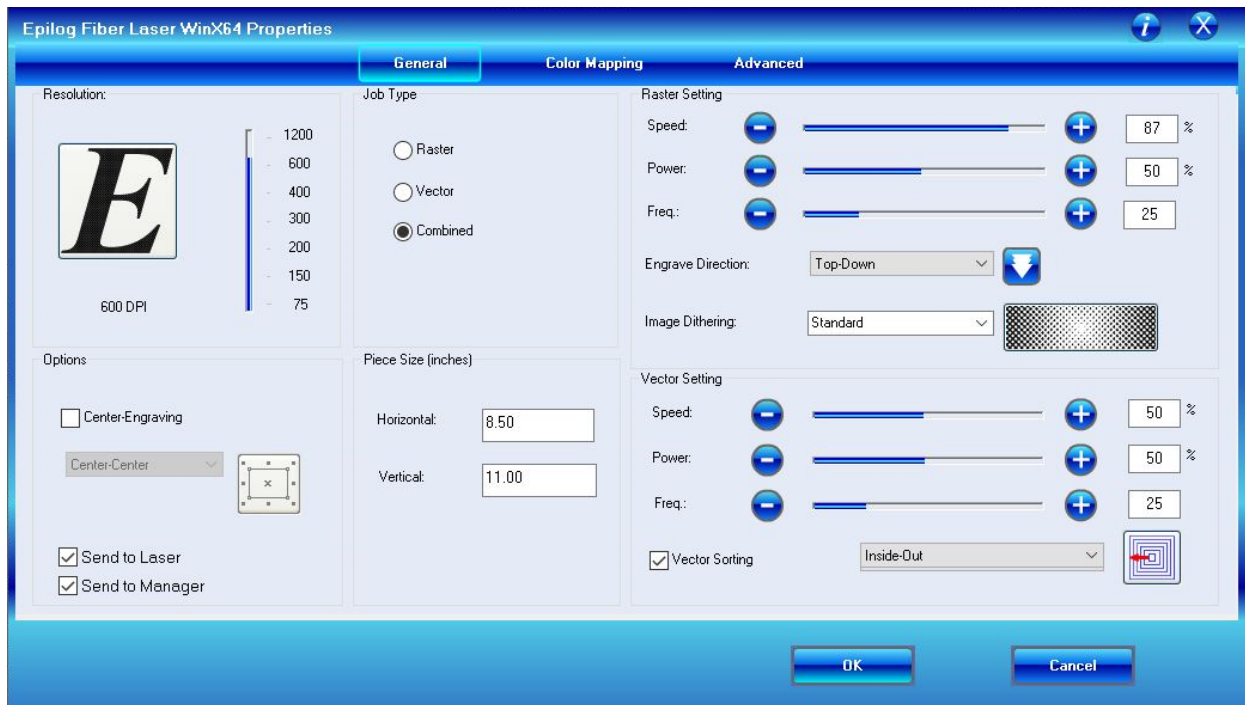 Epilog Fiber Laser WinX64 Properties
i X
General Color Mapping Advanced
Resolution:
E
1200
600
400
300
200
150
75
600 DPI
Job Type
Raster
Vector
Combined
Raster Setting
Speed: 87 %
Power: 50 %
Freq.: 25
Engrave Direction: Top-Down
Image Dithering: Standard
Options
Center-Engraving
Center-Center
Send to Laser
Send to Manager
Piece Size (inches)
Horizontal: 8.50
Vertical: 11.00
Vector Setting
Speed: 50 %
Power: 50 %
Freq.: 25
Vector Sorting Inside-Out
OK Cancel